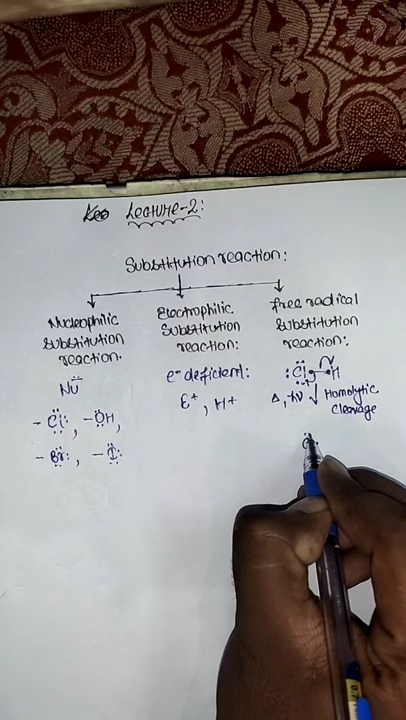 Lecture-2:
Substitution reaction:
Nucleophilic
substitution
reaction.
Nu
- Cl:, - OH,
- Br:, - I:
Electrophilic
Substitution
reaction:
e⁻ deficient:
E⁺, H⁺
free radical
Substitution
reaction:
:Cl - H
Δ, hν ↓ Homolytic
Cleavage